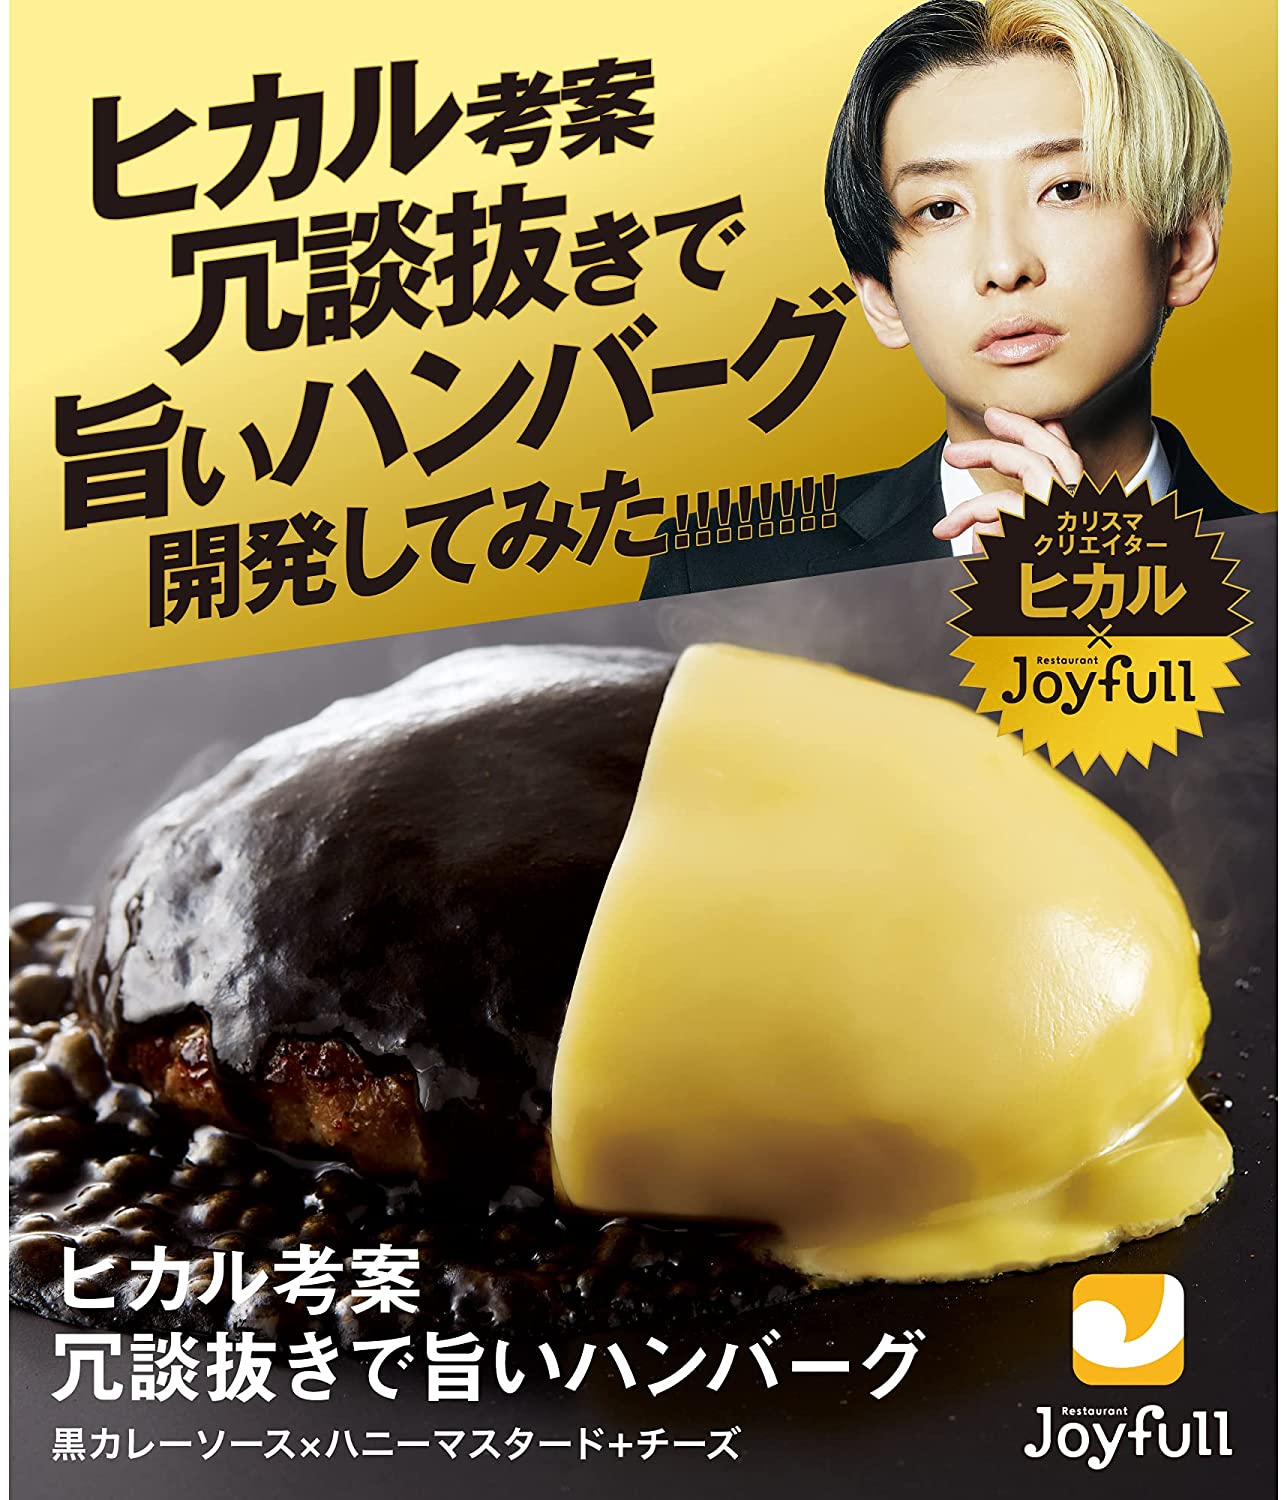 ヒカル考案
冗談抜きで
旨いハンバーグ
開発してみた!!!!!!!!
カリスマ
クリエイター
ヒカル
×
Restaurant
Joyfull
ヒカル考案
冗談抜きで旨いハンバーグ
黒カレーソース×ハニーマスタード+チーズ
Restaurant
Joyfull